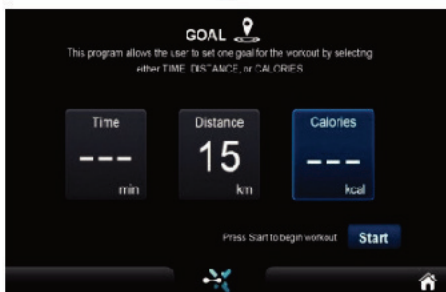 GOAL
This program allows the user to set one goal for the workout by selecting
either TIME, DISTANCE, or CALORIES
Time
---
min
Distance
15
km
Calories
---
kcal
Press Start to begin workout
Start